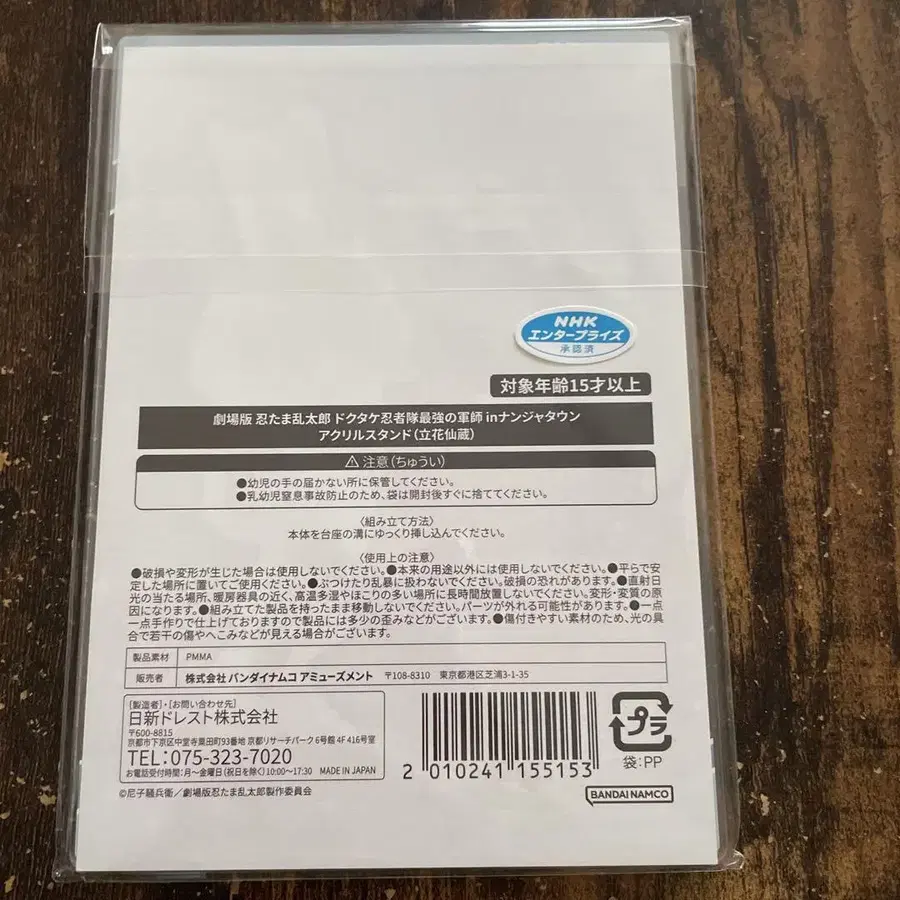 NHK
エンタープライズ
承認済
対象年齢15才以上
劇場版 忍たま乱太郎 ドクタケ忍者隊最強の軍師 inナンジャタウン
アクリルスタンド(立花仙蔵)
⚠注意(ちゅうい)
●幼児の手の届かない所に保管してください。
●乳幼児窒息事故防止のため、袋は開封後すぐに捨ててください。
〈組み立て方法〉
本体を台座の溝にゆっくり挿し込んでください。
〈使用上の注意〉
●破損や変形が生じた場合は使用しないでください。●本来の用途以外には使用しないでください。●平らで安
定した場所に置いてご使用ください。●ぶつけたり乱暴に扱わないでください。破損の恐れがあります。●直射日
光の当たる場所、暖房器具の近く、高温多湿やほこりの多い場所に長時間放置しないでください。変形・変質の原
因になります。●組み立てた製品を持ったまま移動しないでください。パーツが外れる可能性があります。●一点
一点手作りで仕上げておりますので製品には多少の歪みなどがございます。●傷付きやすい素材のため、光の具
合で若干の傷やへこみなどが見える場合がございます。
製品素材 PMMA
販売者 株式会社 バンダイナムコ アミューズメント 〒108-8310 東京都港区芝浦3-1-35
[製造者]・[お問い合わせ先]
日新ドレスト株式会社
〒600-8815
京都市下京区中堂寺粟田町93番地 京都リサーチパーク 6号館 4F 416号室
TEL:075-323-7020
お電話受付時間:月〜金曜日(祝日を除く)10:00〜17:30 MADE IN JAPAN
2 010241 155153
プラ
袋:PP
©尼子騒兵衛/劇場版忍たま乱太郎製作委員会
BANDAI NAMCO